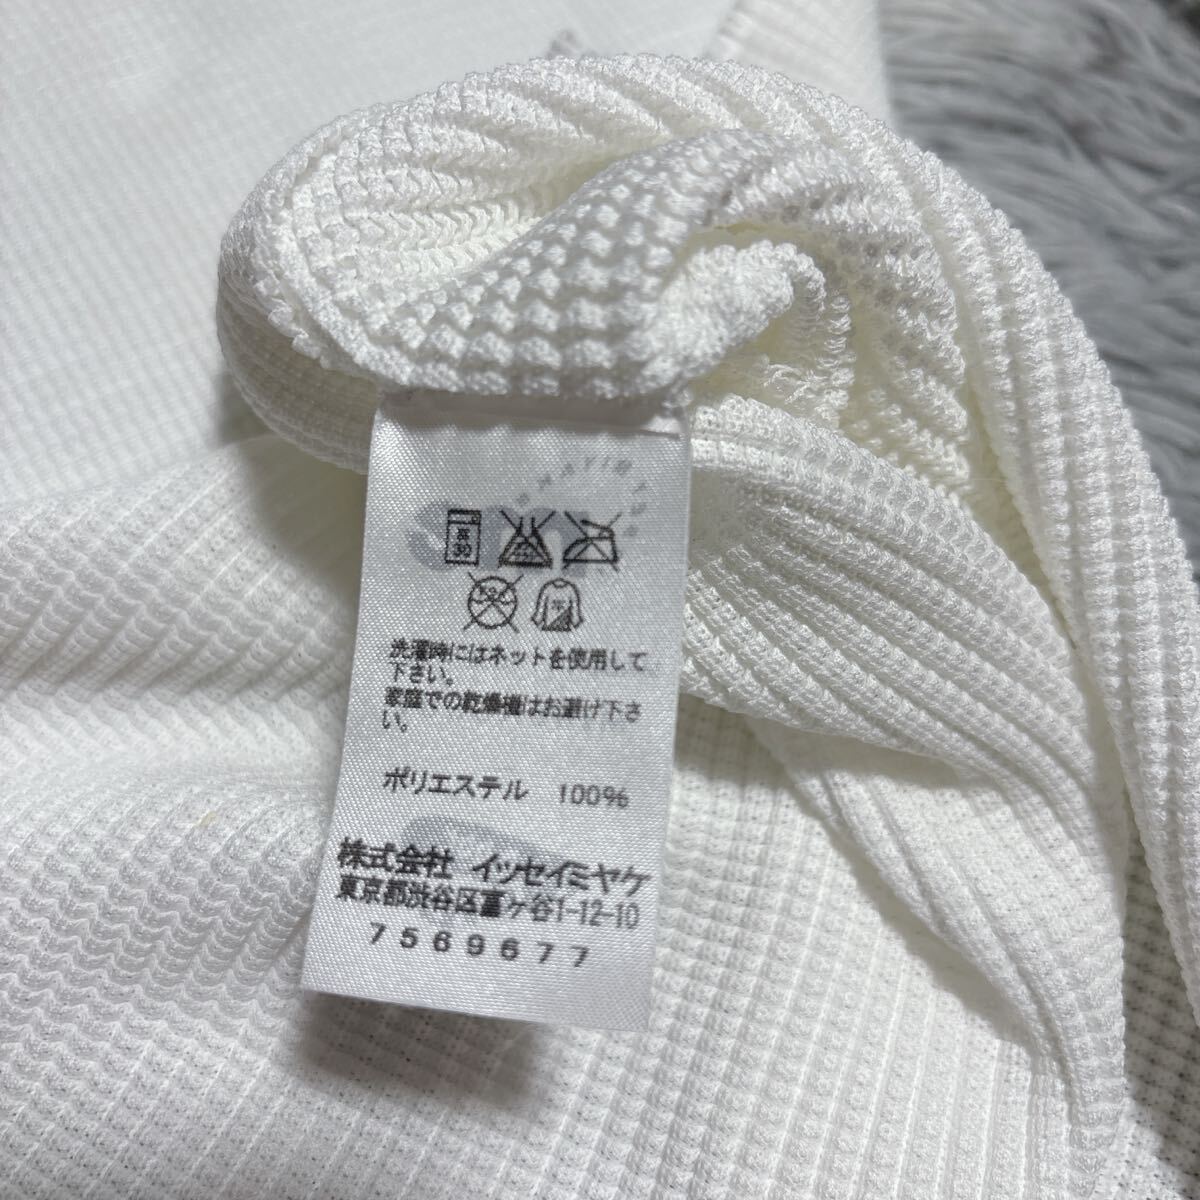 洗濯時にはネットを使用して
下さい。
家庭での乾燥機はお避け下さ
い。
ポリエステル 100%
株式会社 イッセイミヤケ
東京都渋谷区富ヶ谷1-12-10
7569677